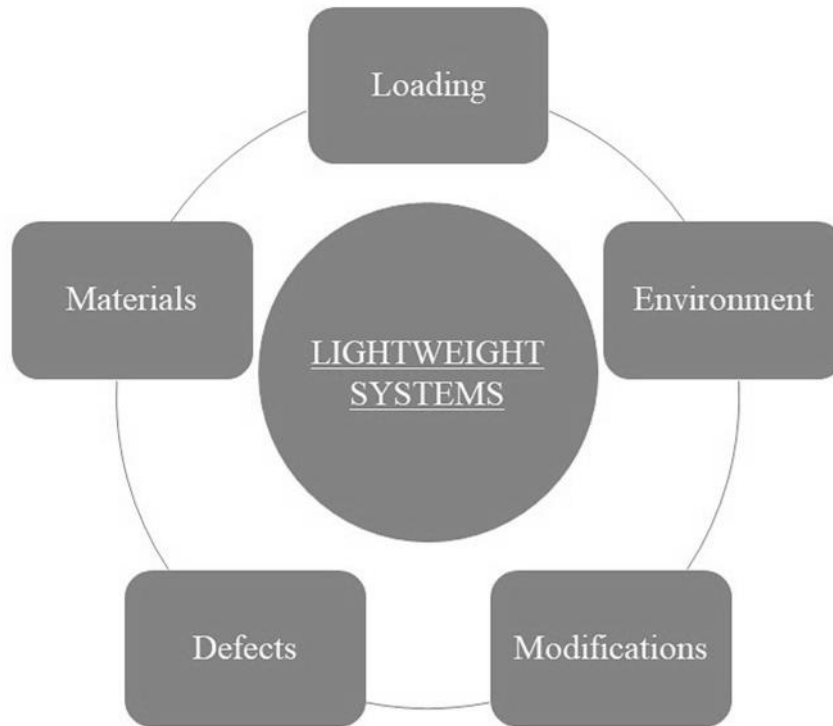 Loading
Materials
Environment
LIGHTWEIGHT
SYSTEMS
Defects
Modifications